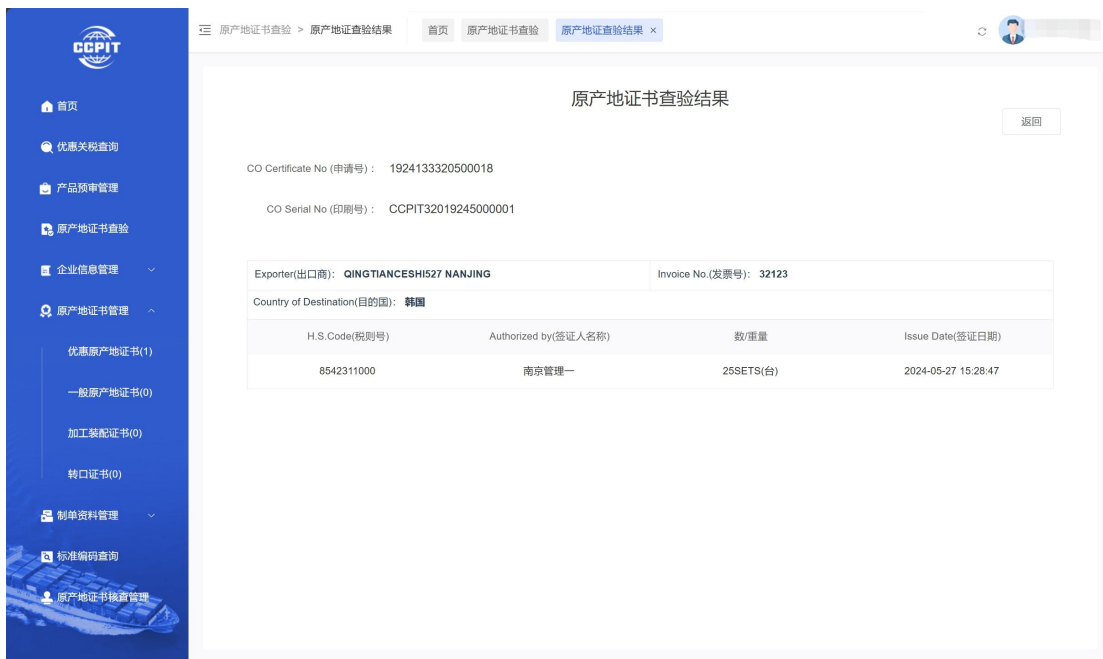 CCPIT
原产地证书查验 > 原产地证查验结果
首页 原产地证书查验 原产地证查验结果 ×
首页
优惠关税查询
产品预审管理
原产地证书查验
企业信息管理
原产地证书管理
优惠原产地证书(1)
一般原产地证书(0)
加工装配证书(0)
转口证书(0)
制单资料管理
标准编码查询
原产地证书核查管理
原产地证书查验结果
返回
CO Certificate No (申请号)： 1924133320500018
CO Serial No (印刷号)： CCPIT32019245000001
Exporter(出口商)： QINGTIANCESHI527 NANJING Invoice No.(发票号)： 32123
Country of Destination(目的国)： 韩国
H.S.Code(税则号) Authorized by(签证人名称) 数/重量 Issue Date(签证日期)
8542311000 南京管理一 25SETS(台) 2024-05-27 15:28:47